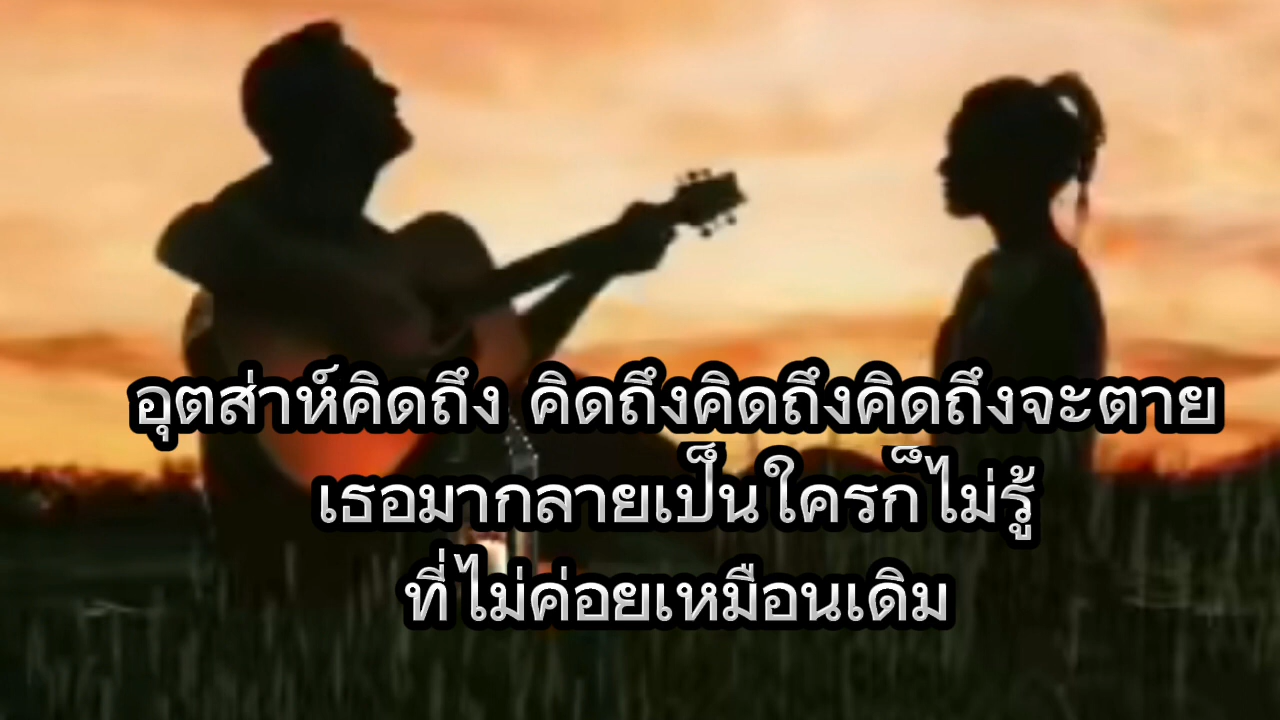 อุตส่าห์คิดถึง คิดถึงคิดถึงคิดถึงจะตาย
เธอมากลายเป็นใครก็ไม่รู้
ที่ไม่ค่อยเหมือนเดิม